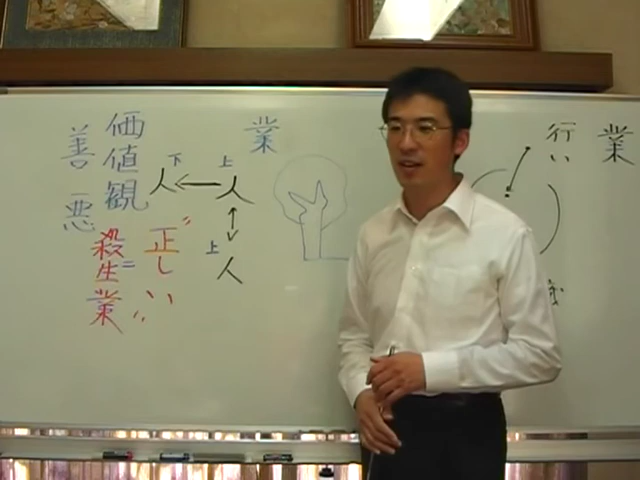 業
行い
業
上
人
下
人
上
人
価値観
善 悪
"正しい"
=
殺生業